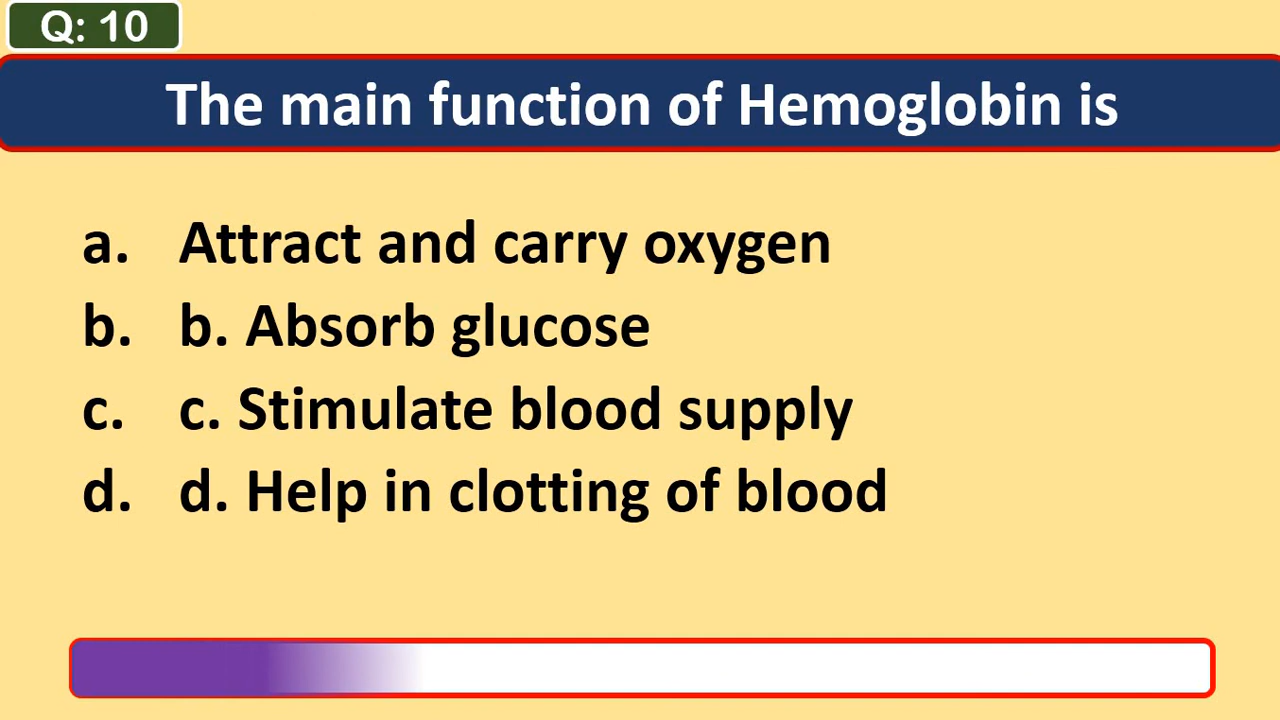 Q: 10
The main function of Hemoglobin is
a. Attract and carry oxygen
b. b. Absorb glucose
c. c. Stimulate blood supply
d. d. Help in clotting of blood